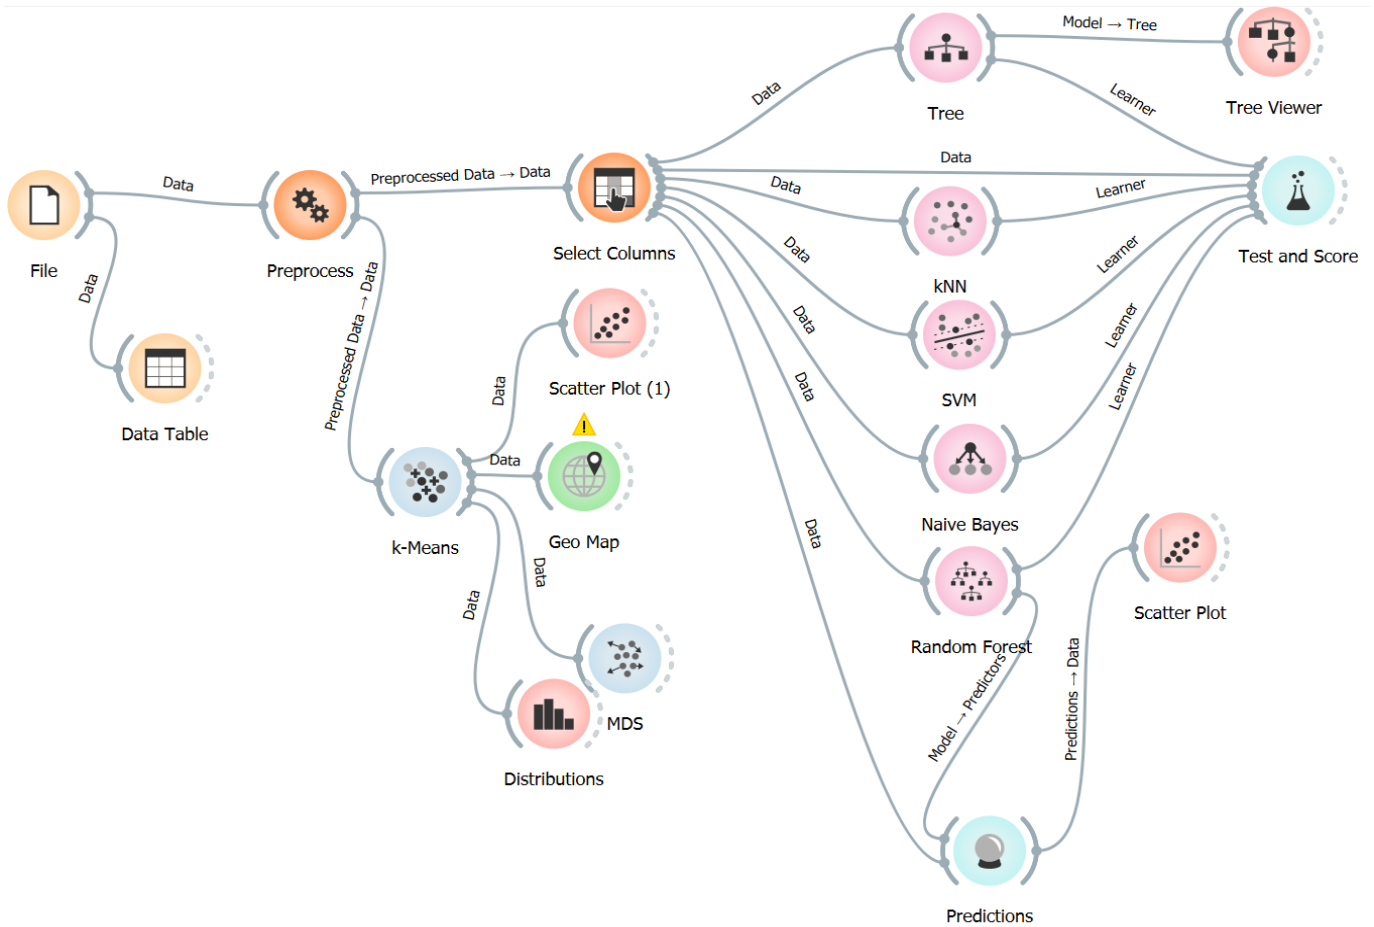 Model → Tree
Tree
Tree Viewer
Data
Learner
Data
Preprocessed Data → Data
Data
Data
Learner
File
Preprocess
Select Columns
kNN
Test and Score
Data
Preprocessed Data → Data
Data
Learner
Data Table
Scatter Plot (1)
SVM
Data
Data
Learner
Data
Learner
Data
k-Means
Geo Map
Naive Bayes
Data
Data
Data
MDS
Distributions
Random Forest
Scatter Plot
Model → Predictors
Predictions → Data
Predictions